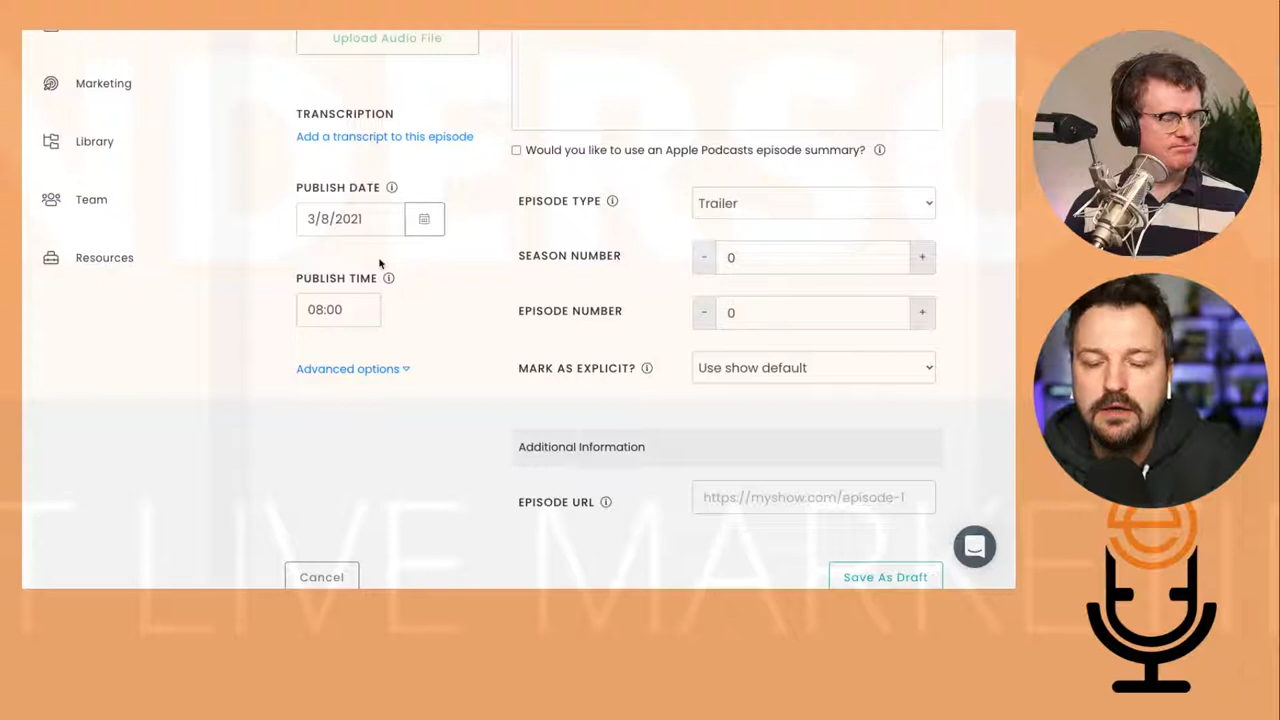 Upload Audio File
Marketing
Library
Team
Resources
TRANSCRIPTION
Add a transcript to this episode
PUBLISH DATE
3/8/2021
PUBLISH TIME
08:00
Advanced options
Would you like to use an Apple Podcasts episode summary?
EPISODE TYPE
Trailer
SEASON NUMBER
- 0 +
EPISODE NUMBER
- 0 +
MARK AS EXPLICIT?
Use show default
Additional Information
EPISODE URL
https://myshow.com/episode-1
Cancel
Save As Draft
T LIVE MARKETI